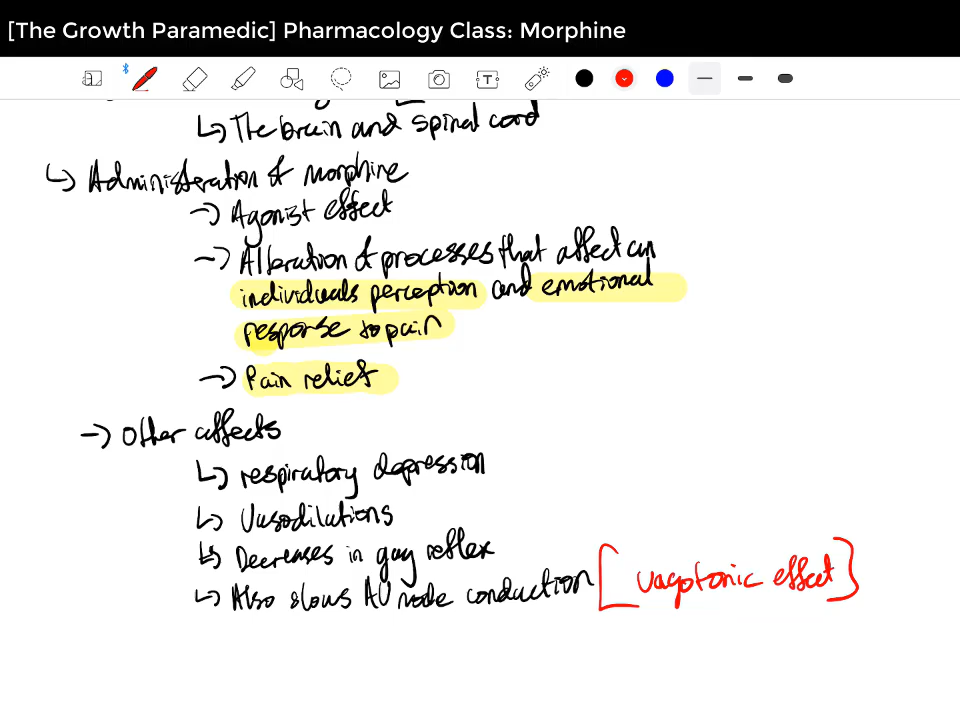 [The Growth Paramedic] Pharmacology Class: Morphine
↳ The brain and spinal cord
↳ Administration of morphine
→ Agonist effect
→ Alteration of processes that affect an
individuals perception and emotional
response to pain
→ Pain relief
→ Other affects
↳ respiratory depression
↳ Vasodilations
↳ Decreases in gag reflex
↳ Also slows AV node conduction [vagotonic effect]